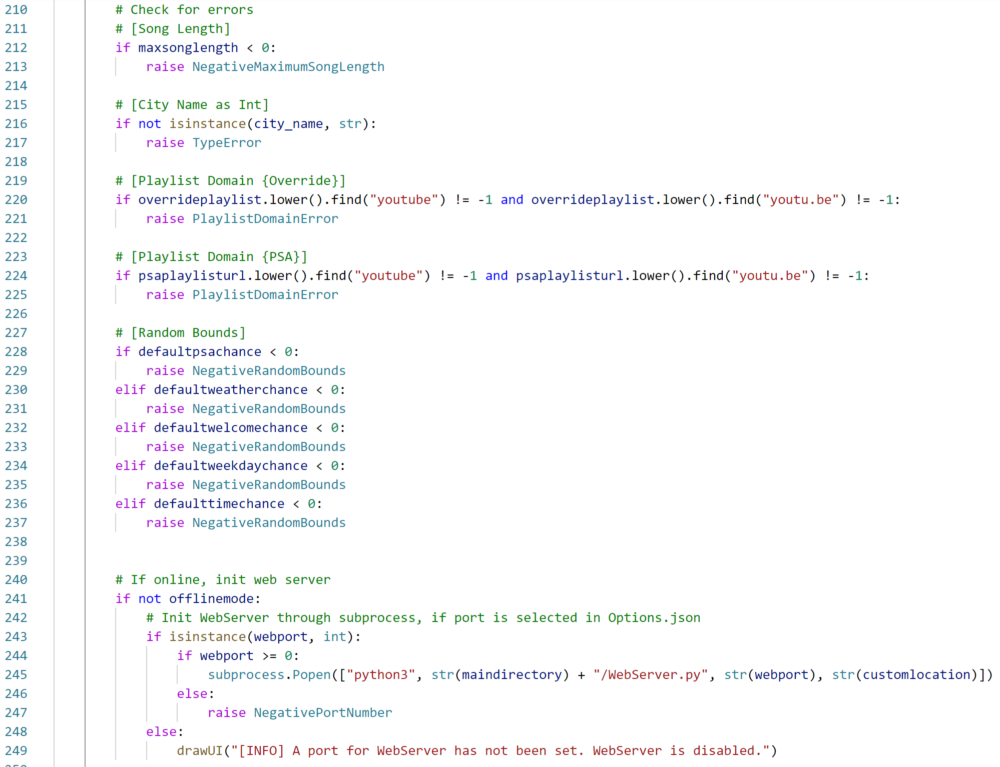 210 # Check for errors
211 # [Song Length]
212 if maxsonglength < 0:
213 raise NegativeMaximumSongLength
214
215 # [City Name as Int]
216 if not isinstance(city_name, str):
217 raise TypeError
218
219 # [Playlist Domain {Override}]
220 if overrideplaylist.lower().find("youtube") != -1 and overrideplaylist.lower().find("youtu.be") != -1:
221 raise PlaylistDomainError
222
223 # [Playlist Domain {PSA}]
224 if psaplaylisturl.lower().find("youtube") != -1 and psaplaylisturl.lower().find("youtu.be") != -1:
225 raise PlaylistDomainError
226
227 # [Random Bounds]
228 if defaultpsachance < 0:
229 raise NegativeRandomBounds
230 elif defaultweatherchance < 0:
231 raise NegativeRandomBounds
232 elif defaultwelcomechance < 0:
233 raise NegativeRandomBounds
234 elif defaultweekdaychance < 0:
235 raise NegativeRandomBounds
236 elif defaulttimechance < 0:
237 raise NegativeRandomBounds
238
239
240 # If online, init web server
241 if not offlinemode:
242 # Init WebServer through subprocess, if port is selected in Options.json
243 if isinstance(webport, int):
244 if webport >= 0:
245 subprocess.Popen(["python3", str(maindirectory) + "/WebServer.py", str(webport), str(customlocation)])
246 else:
247 raise NegativePortNumber
248 else:
249 drawUI("[INFO] A port for WebServer has not been set. WebServer is disabled.")